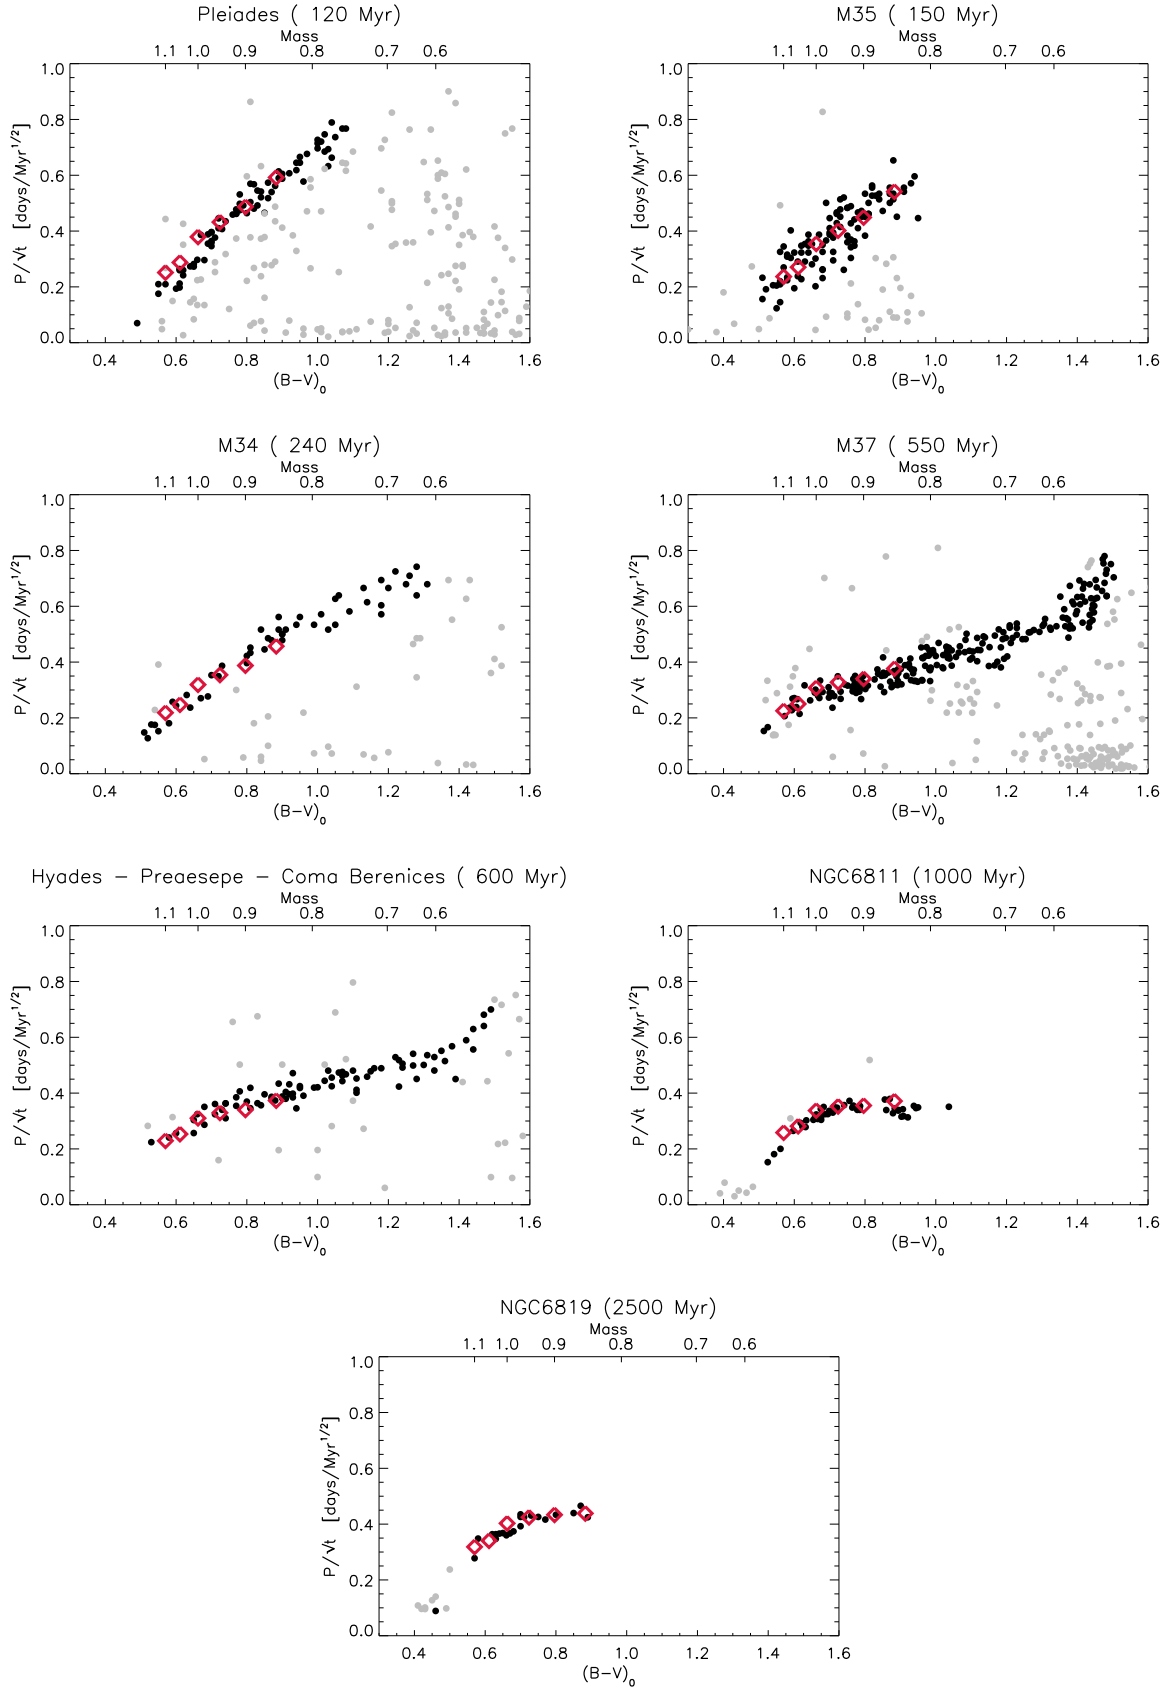 Pleiades ( 120 Myr)
Mass
1.1 1.0 0.9 0.8 0.7 0.6
1.0
0.8
0.6
0.4
0.2
0.0
P/√t [days/Myr1/2]
0.4 0.6 0.8 1.0 1.2 1.4 1.6
(B−V)0
M35 ( 150 Myr)
Mass
1.1 1.0 0.9 0.8 0.7 0.6
1.0
0.8
0.6
0.4
0.2
0.0
P/√t [days/Myr1/2]
0.4 0.6 0.8 1.0 1.2 1.4 1.6
(B−V)0
M34 ( 240 Myr)
Mass
1.1 1.0 0.9 0.8 0.7 0.6
1.0
0.8
0.6
0.4
0.2
0.0
P/√t [days/Myr1/2]
0.4 0.6 0.8 1.0 1.2 1.4 1.6
(B−V)0
M37 ( 550 Myr)
Mass
1.1 1.0 0.9 0.8 0.7 0.6
1.0
0.8
0.6
0.4
0.2
0.0
P/√t [days/Myr1/2]
0.4 0.6 0.8 1.0 1.2 1.4 1.6
(B−V)0
Hyades − Preaesepe − Coma Berenices ( 600 Myr)
Mass
1.1 1.0 0.9 0.8 0.7 0.6
1.0
0.8
0.6
0.4
0.2
0.0
P/√t [days/Myr1/2]
0.4 0.6 0.8 1.0 1.2 1.4 1.6
(B−V)0
NGC6811 (1000 Myr)
Mass
1.1 1.0 0.9 0.8 0.7 0.6
1.0
0.8
0.6
0.4
0.2
0.0
P/√t [days/Myr1/2]
0.4 0.6 0.8 1.0 1.2 1.4 1.6
(B−V)0
NGC6819 (2500 Myr)
Mass
1.1 1.0 0.9 0.8 0.7 0.6
1.0
0.8
0.6
0.4
0.2
0.0
P/√t [days/Myr1/2]
0.4 0.6 0.8 1.0 1.2 1.4 1.6
(B−V)0